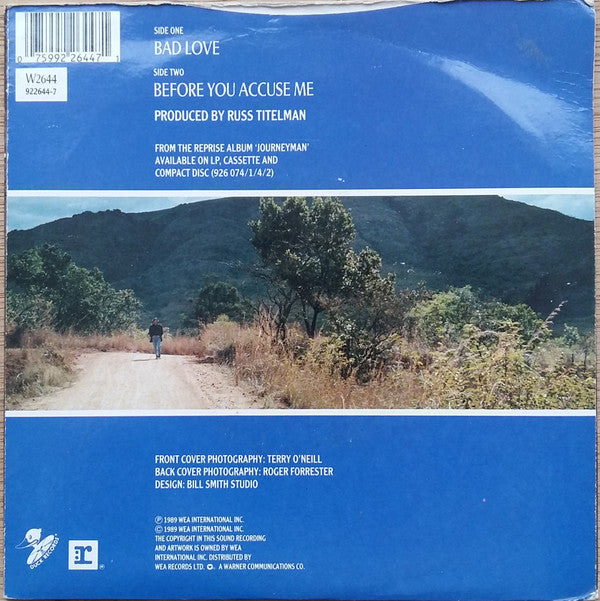 0 75992 26447 1
W2644
922644-7
SIDE ONE
BAD LOVE
SIDE TWO
BEFORE YOU ACCUSE ME
PRODUCED BY RUSS TITELMAN
FROM THE REPRISE ALBUM 'JOURNEYMAN'
AVAILABLE ON LP, CASSETTE AND
COMPACT DISC (926 074/1/4/2)
FRONT COVER PHOTOGRAPHY: TERRY O'NEILL
BACK COVER PHOTOGRAPHY: ROGER FORRESTER
DESIGN: BILL SMITH STUDIO
℗ 1989 WEA INTERNATIONAL INC.
© 1989 WEA INTERNATIONAL INC.
THE COPYRIGHT IN THIS SOUND RECORDING
AND ARTWORK IS OWNED BY WEA
INTERNATIONAL INC. DISTRIBUTED BY
WEA RECORDS LTD. A WARNER COMMUNICATIONS CO.
DUCK RECORDS
r